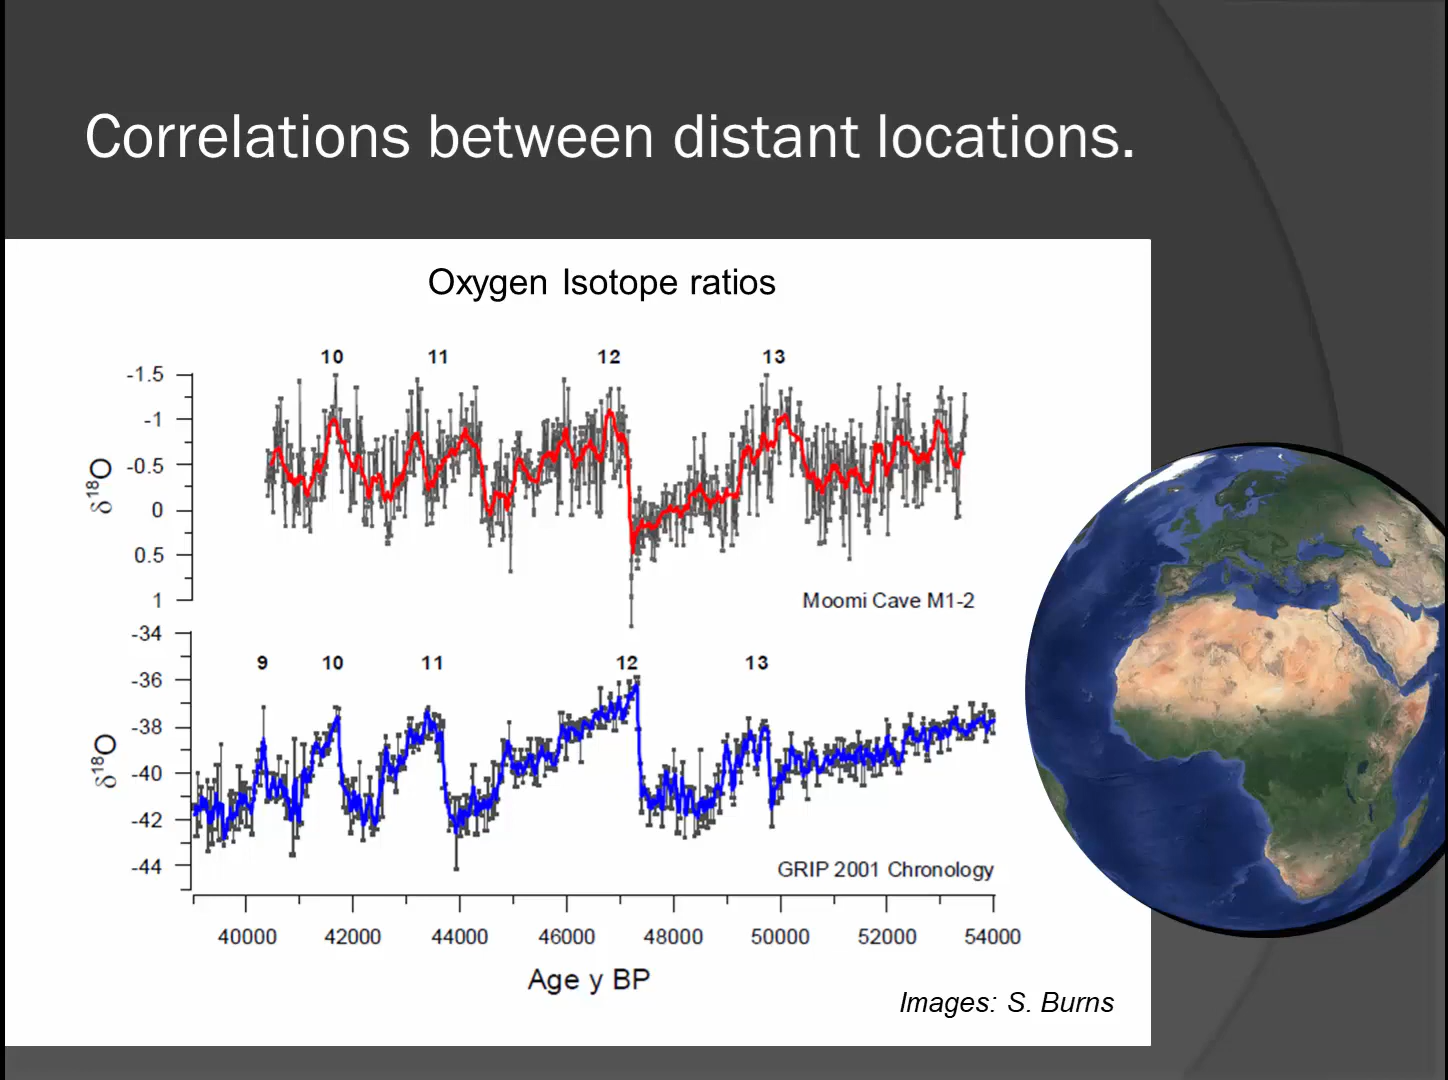 Correlations between distant locations.
Oxygen Isotope ratios
10 11 12 13
-1.5
-1
-0.5
0
0.5
1
δ18O
Moomi Cave M1-2
-34
-36
-38
-40
-42
-44
δ18O
9 10 11 12 13
GRIP 2001 Chronology
40000 42000 44000 46000 48000 50000 52000 54000
Age y BP
Images: S. Burns